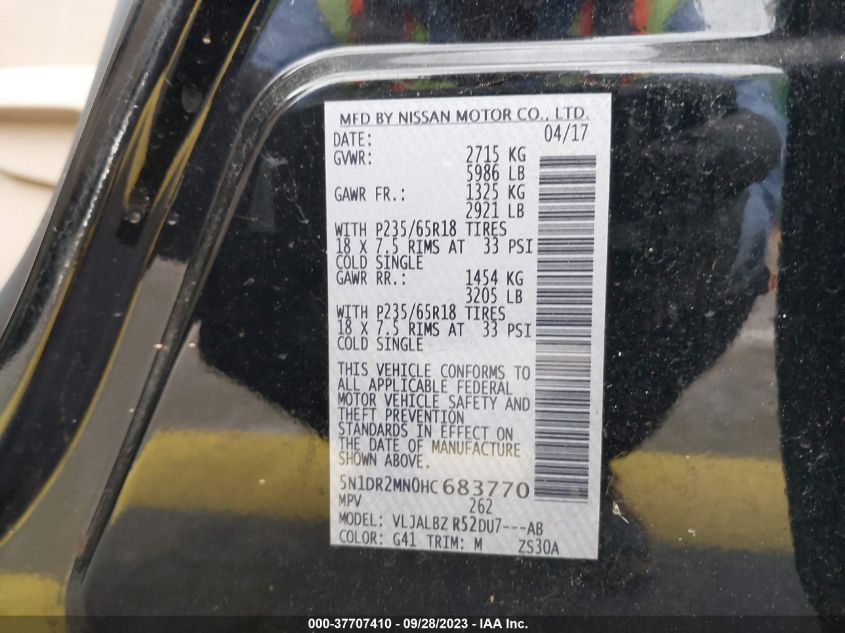 MFD BY NISSAN MOTOR CO., LTD.
DATE: 04/17
GVWR: 2715 KG
5986 LB
GAWR FR.: 1325 KG
2921 LB
WITH P235/65R18 TIRES
18 X 7.5 RIMS AT 33 PSI
COLD SINGLE
GAWR RR.: 1454 KG
3205 LB
WITH P235/65R18 TIRES
18 X 7.5 RIMS AT 33 PSI
COLD SINGLE
THIS VEHICLE CONFORMS TO
ALL APPLICABLE FEDERAL
MOTOR VEHICLE SAFETY AND
THEFT PREVENTION
STANDARDS IN EFFECT ON
THE DATE OF MANUFACTURE
SHOWN ABOVE.
5N1DR2MN0HC683770
MPV 262
MODEL: VLJALBZ R52DU7---AB
COLOR: G41 TRIM: M ZS30A
000-37707410 - 09/28/2023 - IAA Inc.